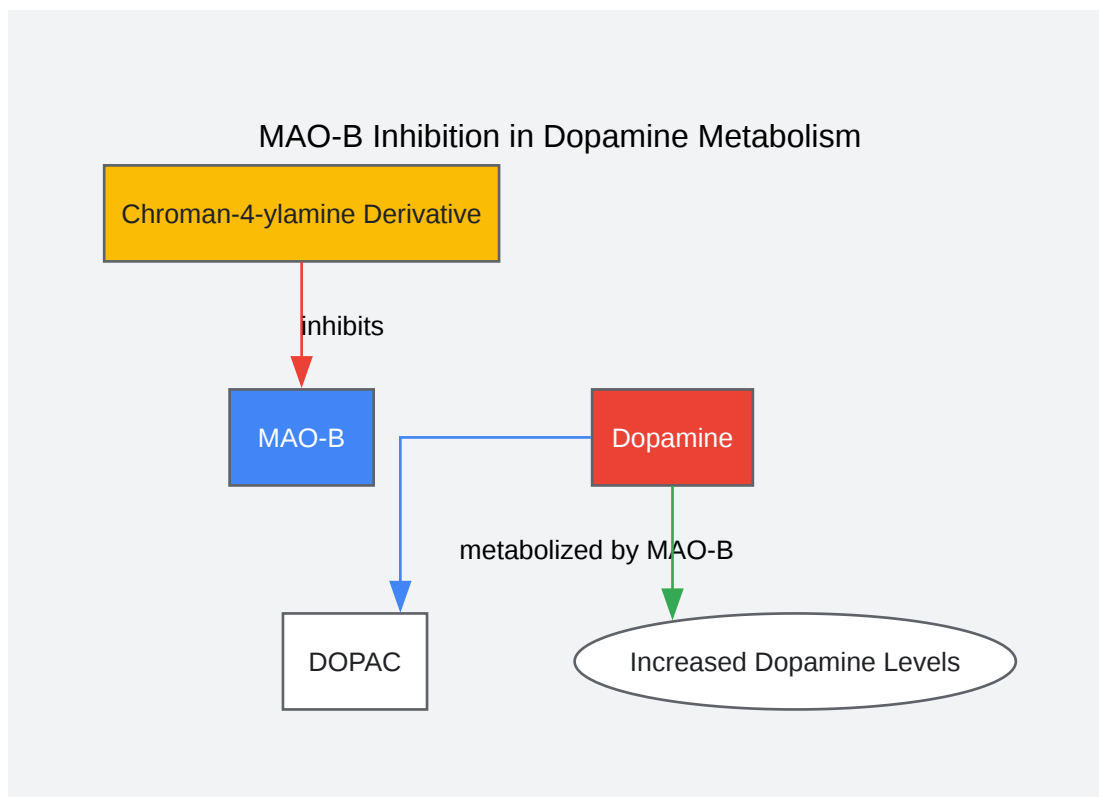 MAO-B Inhibition in Dopamine Metabolism
Chroman-4-ylamine Derivative
inhibits
MAO-B
Dopamine
metabolized by MAO-B
DOPAC
Increased Dopamine Levels